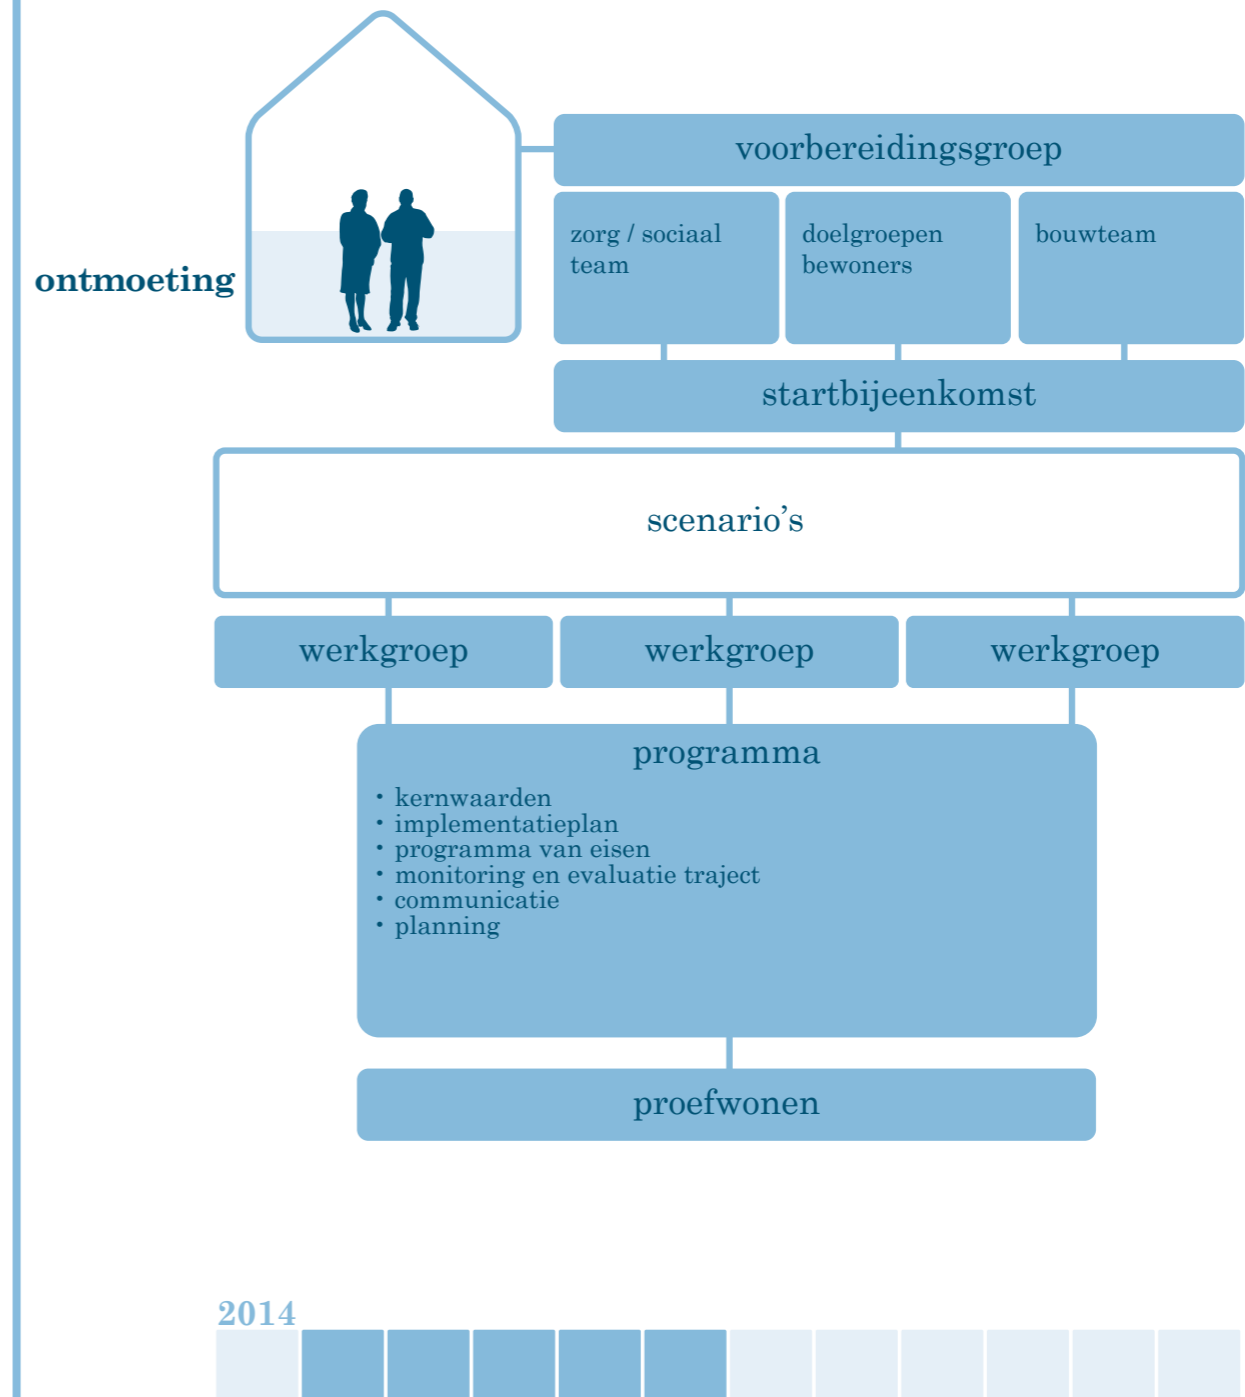 ontmoeting
voorbereidingsgroep
zorg / sociaal
team
doelgroepen
bewoners
bouwteam
startbijeenkomst
scenario’s
werkgroep
werkgroep
werkgroep
programma
• kernwaarden
• implementatieplan
• programma van eisen
• monitoring en evaluatie traject
• communicatie
• planning
proefwonen
2014